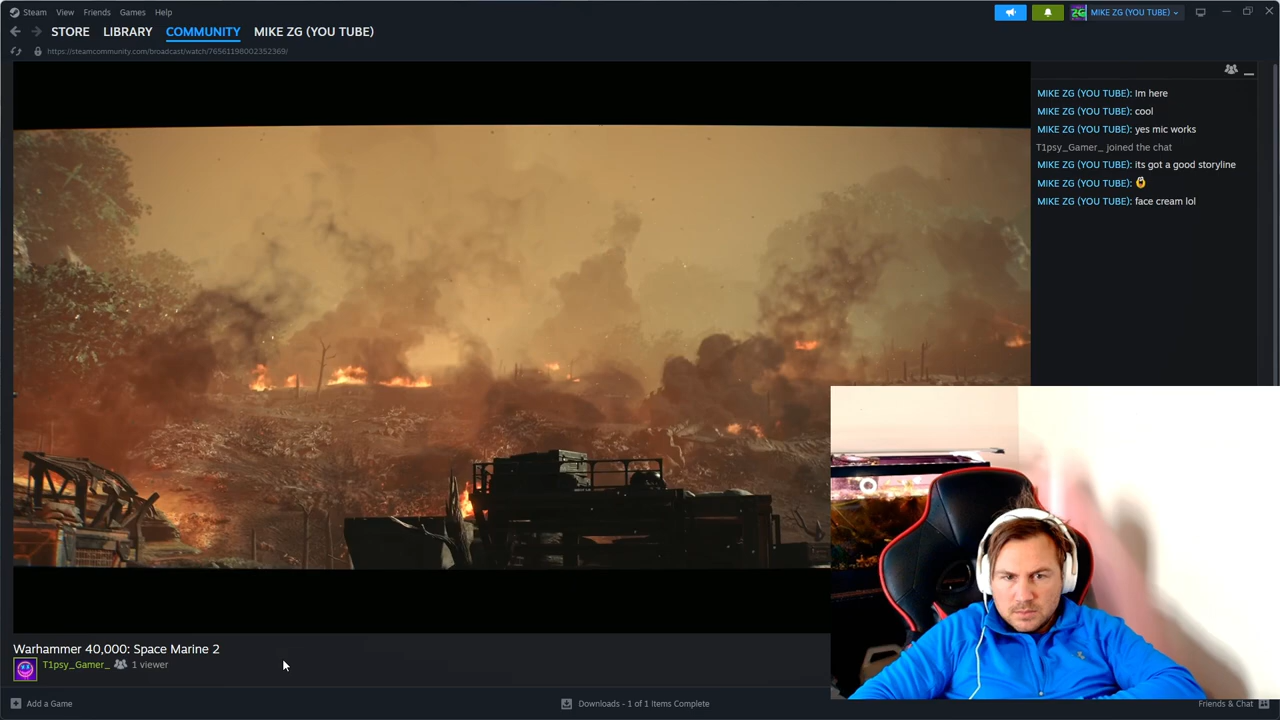 Steam View Friends Games Help
MIKE ZG (YOU TUBE)
STORE LIBRARY COMMUNITY MIKE ZG (YOU TUBE)
https://steamcommunity.com/broadcast/watch/76561198002352369/
MIKE ZG (YOU TUBE): Im here
MIKE ZG (YOU TUBE): cool
MIKE ZG (YOU TUBE): yes mic works
T1psy_Gamer_ joined the chat
MIKE ZG (YOU TUBE): its got a good storyline
MIKE ZG (YOU TUBE):
MIKE ZG (YOU TUBE): face cream lol
Warhammer 40,000: Space Marine 2
T1psy_Gamer_ 1 viewer
Add a Game
Downloads - 1 of 1 Items Complete
Friends & Chat